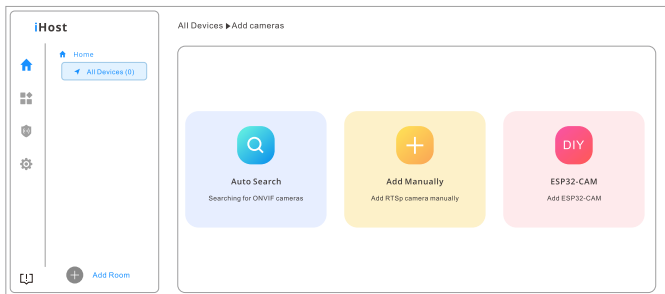 iHost
All Devices ▶Add cameras
Home
All Devices (0)
DIY
Auto Search
Add Manually
ESP32-CAM
Searching for ONVIF cameras
Add RTSp camera manually
Add ESP32-CAM
Add Room